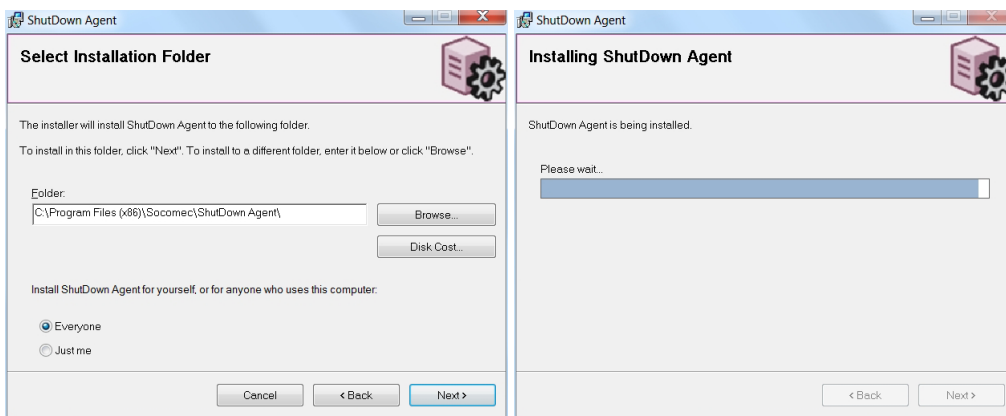 ShutDown Agent
Select Installation Folder
The installer will install ShutDown Agent to the following folder.
To install in this folder, click "Next". To install to a different folder, enter it below or click "Browse".
Folder:
C:\Program Files (x86)\Socomec\ShutDown Agent\
Browse...
Disk Cost...
Install ShutDown Agent for yourself, or for anyone who uses this computer:
Everyone
Just me
Cancel
< Back
Next >
ShutDown Agent
Installing ShutDown Agent
ShutDown Agent is being installed.
Please wait...
< Back
Next >